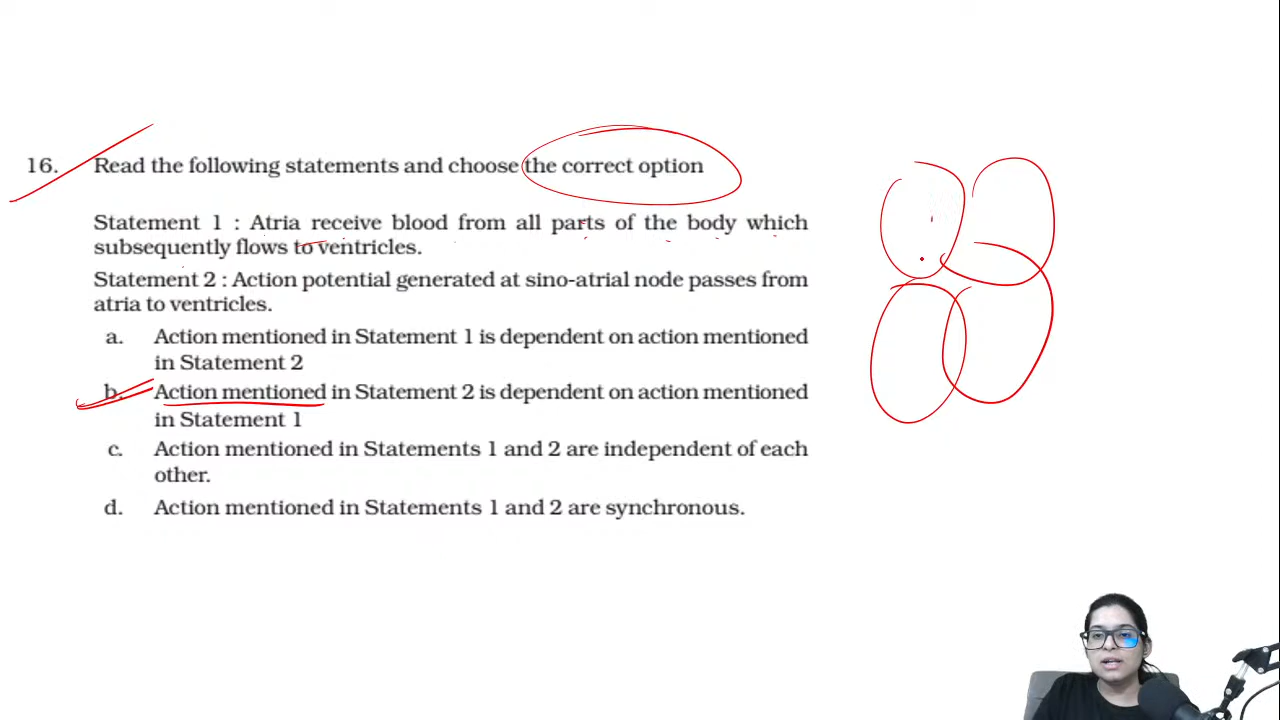 16. Read the following statements and choose the correct option
Statement 1 : Atria receive blood from all parts of the body which
subsequently flows to ventricles.
Statement 2 : Action potential generated at sino-atrial node passes from
atria to ventricles.
a. Action mentioned in Statement 1 is dependent on action mentioned
in Statement 2
b. Action mentioned in Statement 2 is dependent on action mentioned
in Statement 1
c. Action mentioned in Statements 1 and 2 are independent of each
other.
d. Action mentioned in Statements 1 and 2 are synchronous.